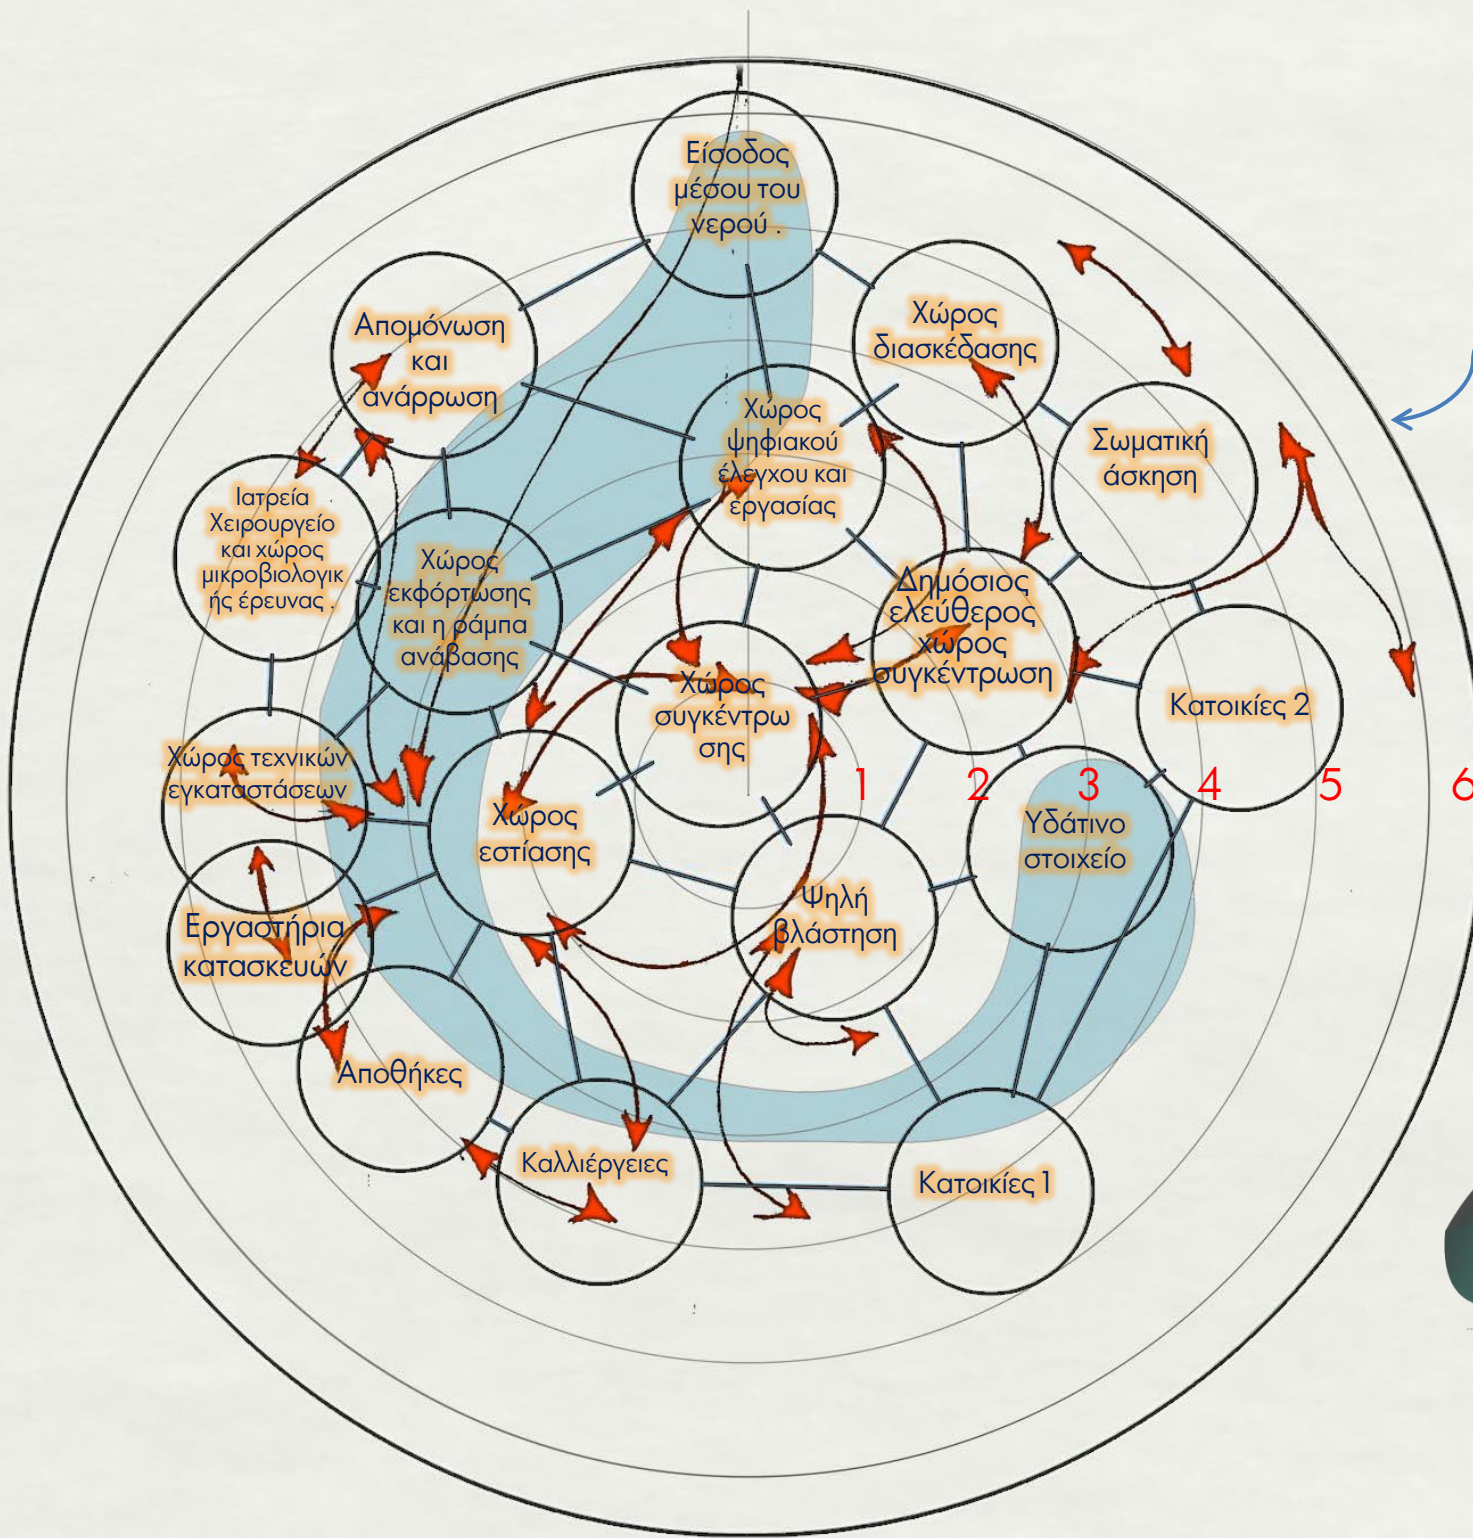 Είσοδος
μέσου του
νερού .
Απομόνωση
και
ανάρρωση
Χώρος
διασκέδασης
Χώρος
ψηφιακού
έλεγχου και
εργασίας
Σωματική
άσκηση
Ιατρεία
Χειρουργείο
και χώρος
μικροβιολογικ
ής έρευνας .
Χώρος
εκφόρτωσης
και η ράμπα
ανάβασης
Δημόσιος
ελεύθερος
χώρος
συγκέντρωση
Χώρος
συγκέντρω
σης
Κατοικίες 2
Χώρος τεχνικών
εγκαταστάσεων
1 2 3 4 5 6
Χώρος
εστίασης
Υδάτινο
στοιχείο
Ψηλή
βλάστηση
Εργαστήρια
κατασκευών
Αποθήκες
Καλλιέργειες
Κατοικίες 1